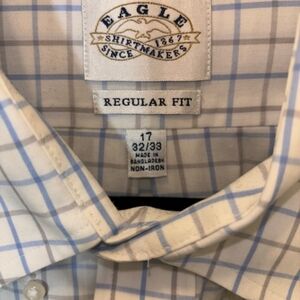 EAGLE
SHIRTMAKERS
SINCE 1867
REGULAR FIT
17
32/33
MADE IN
BANGLADESH
NON-IRON